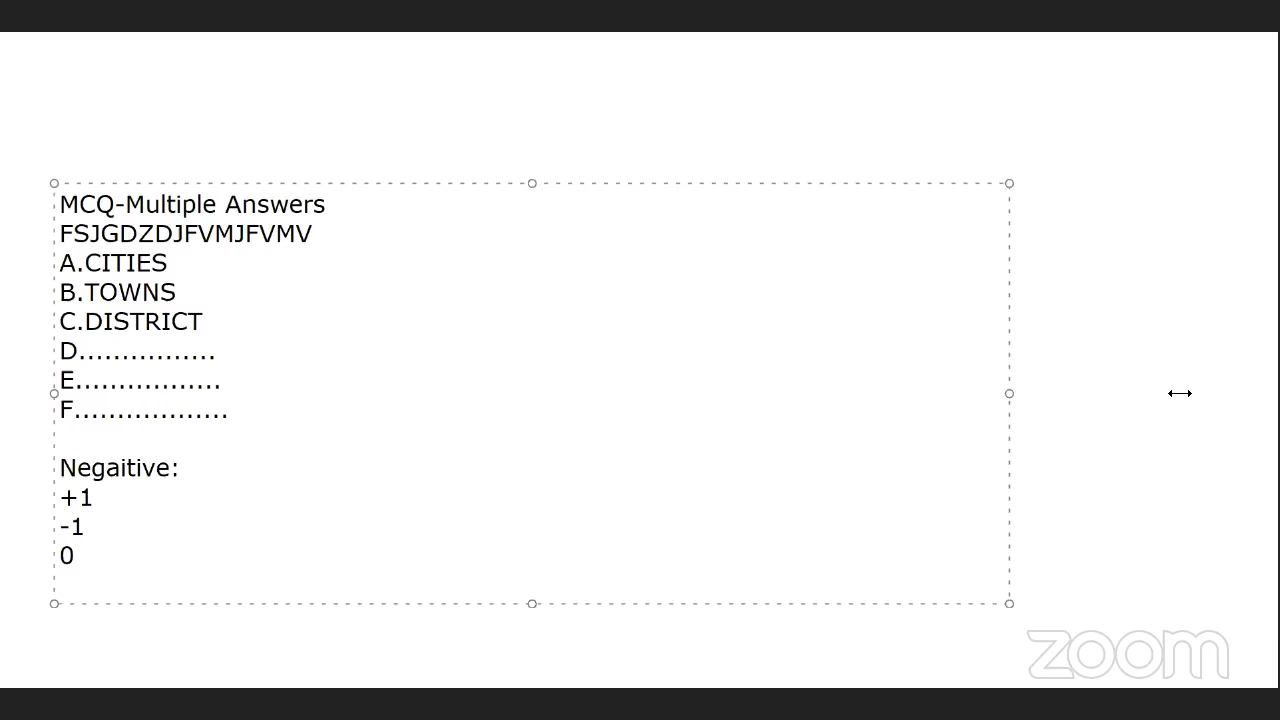 MCQ-Multiple Answers
FSJGDZDJFVMJFVMV
A.CITIES
B.TOWNS
C.DISTRICT
D................
E.................
F..................
Negaitive:
+1
-1
0
zoom